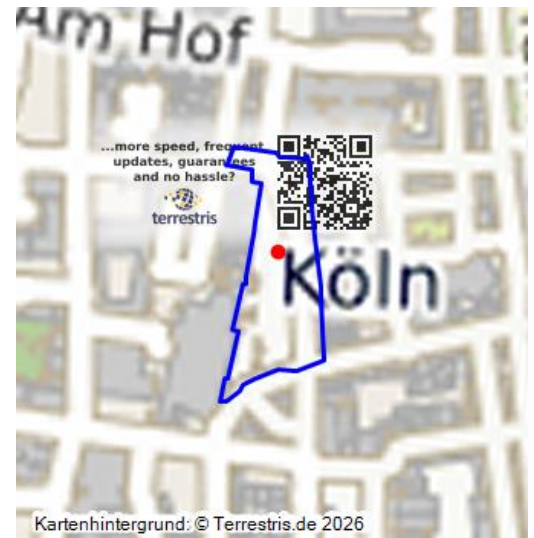 Am Hof
...more speed, frequent
updates, guarantees
and no hassle?
terrestris
Köln
Kartenhintergrund: © Terrestris.de 2026